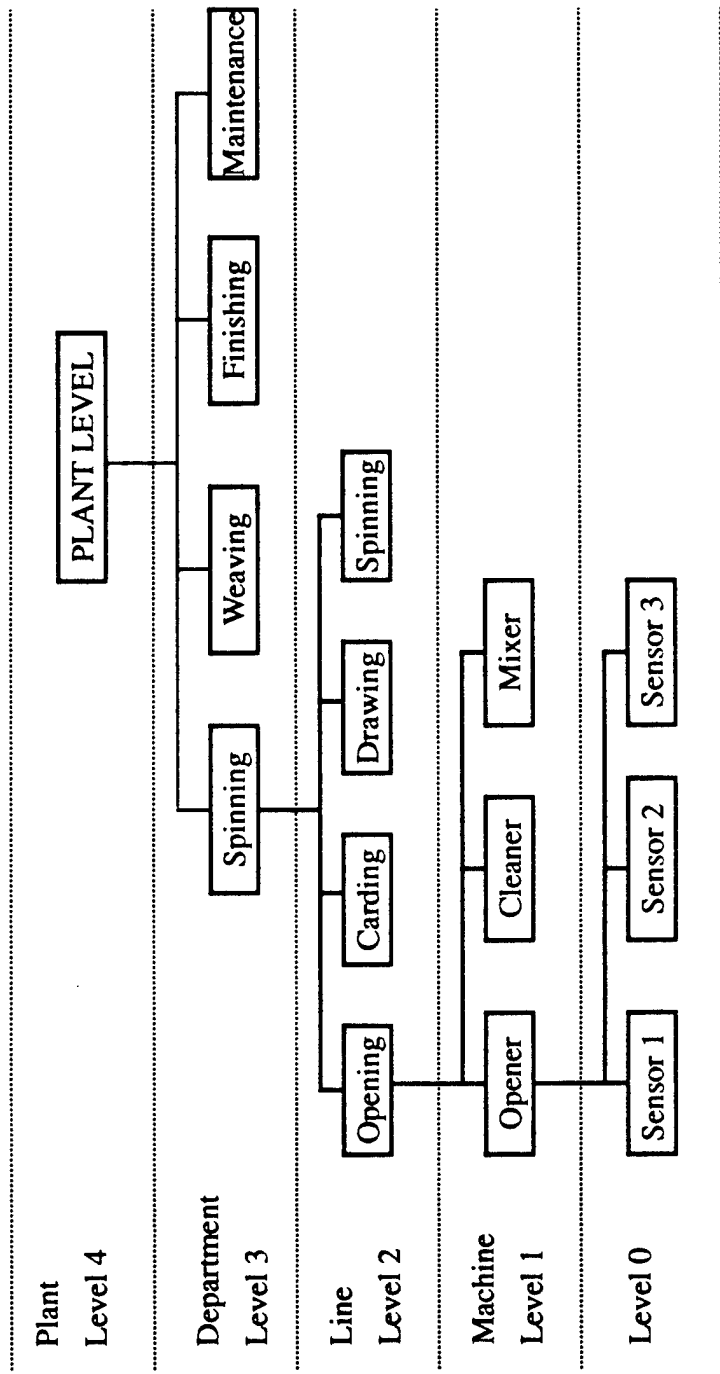 Plant
Level 4
PLANT LEVEL
Department
Level 3
Spinning
Weaving
Finishing
Maintenance
Line
Level 2
Opening
Carding
Drawing
Spinning
Machine
Level 1
Opener
Cleaner
Mixer
Level 0
Sensor 1
Sensor 2
Sensor 3